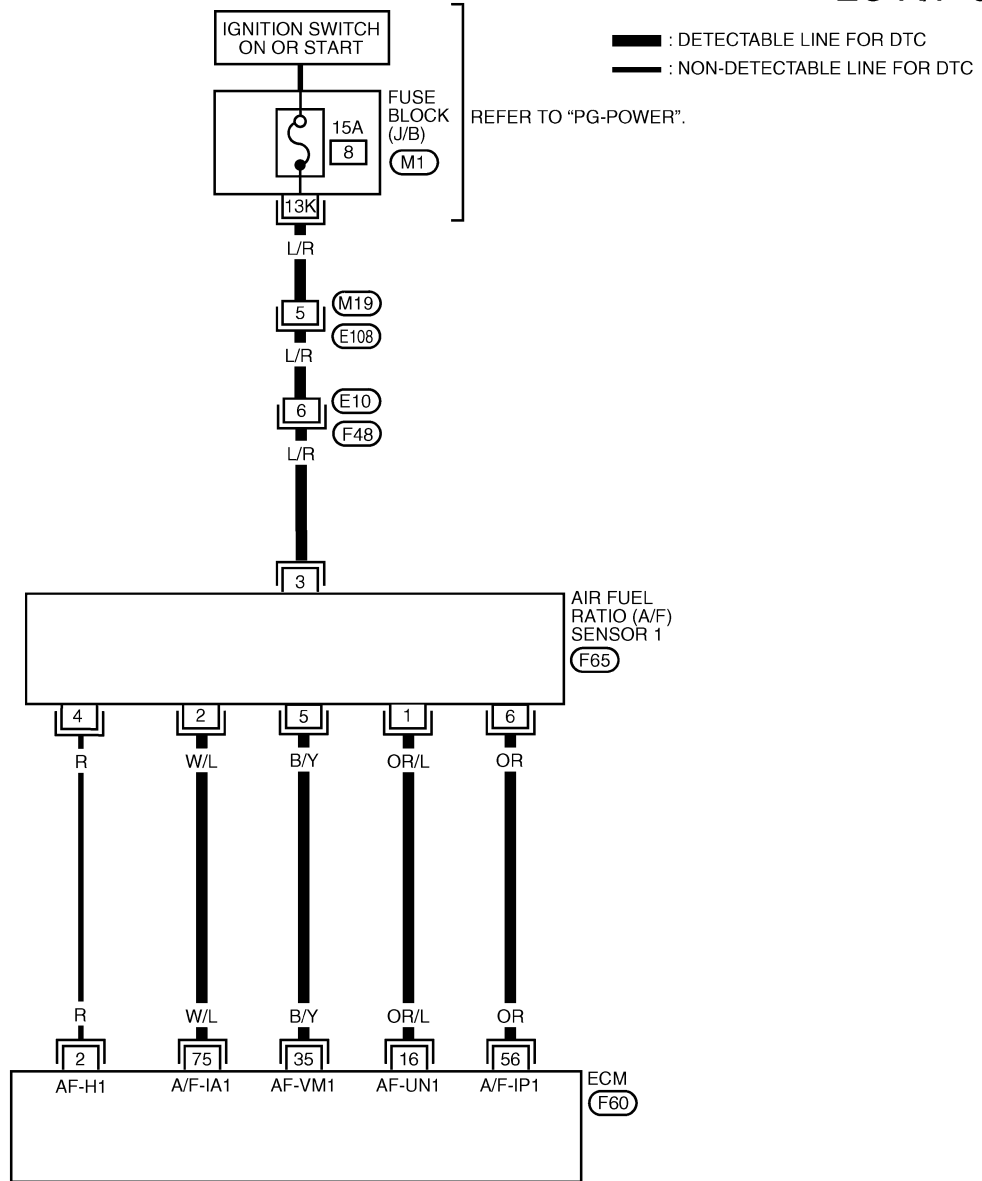 IGNITION SWITCH
ON OR START
: DETECTABLE LINE FOR DTC
: NON-DETECTABLE LINE FOR DTC
FUSE
BLOCK
(J/B)
REFER TO “PG-POWER”.
15A
8
M1
13K
L/R
5
M19
E108
L/R
6
E10
F48
L/R
3
AIR FUEL
RATIO (A/F)
SENSOR 1
F65
4 2 5 1 6
R W/L B/Y OR/L OR
R W/L B/Y OR/L OR
2 75 35 16 56
AF-H1 A/F-IA1 AF-VM1 AF-UN1 A/F-IP1
ECM
F60